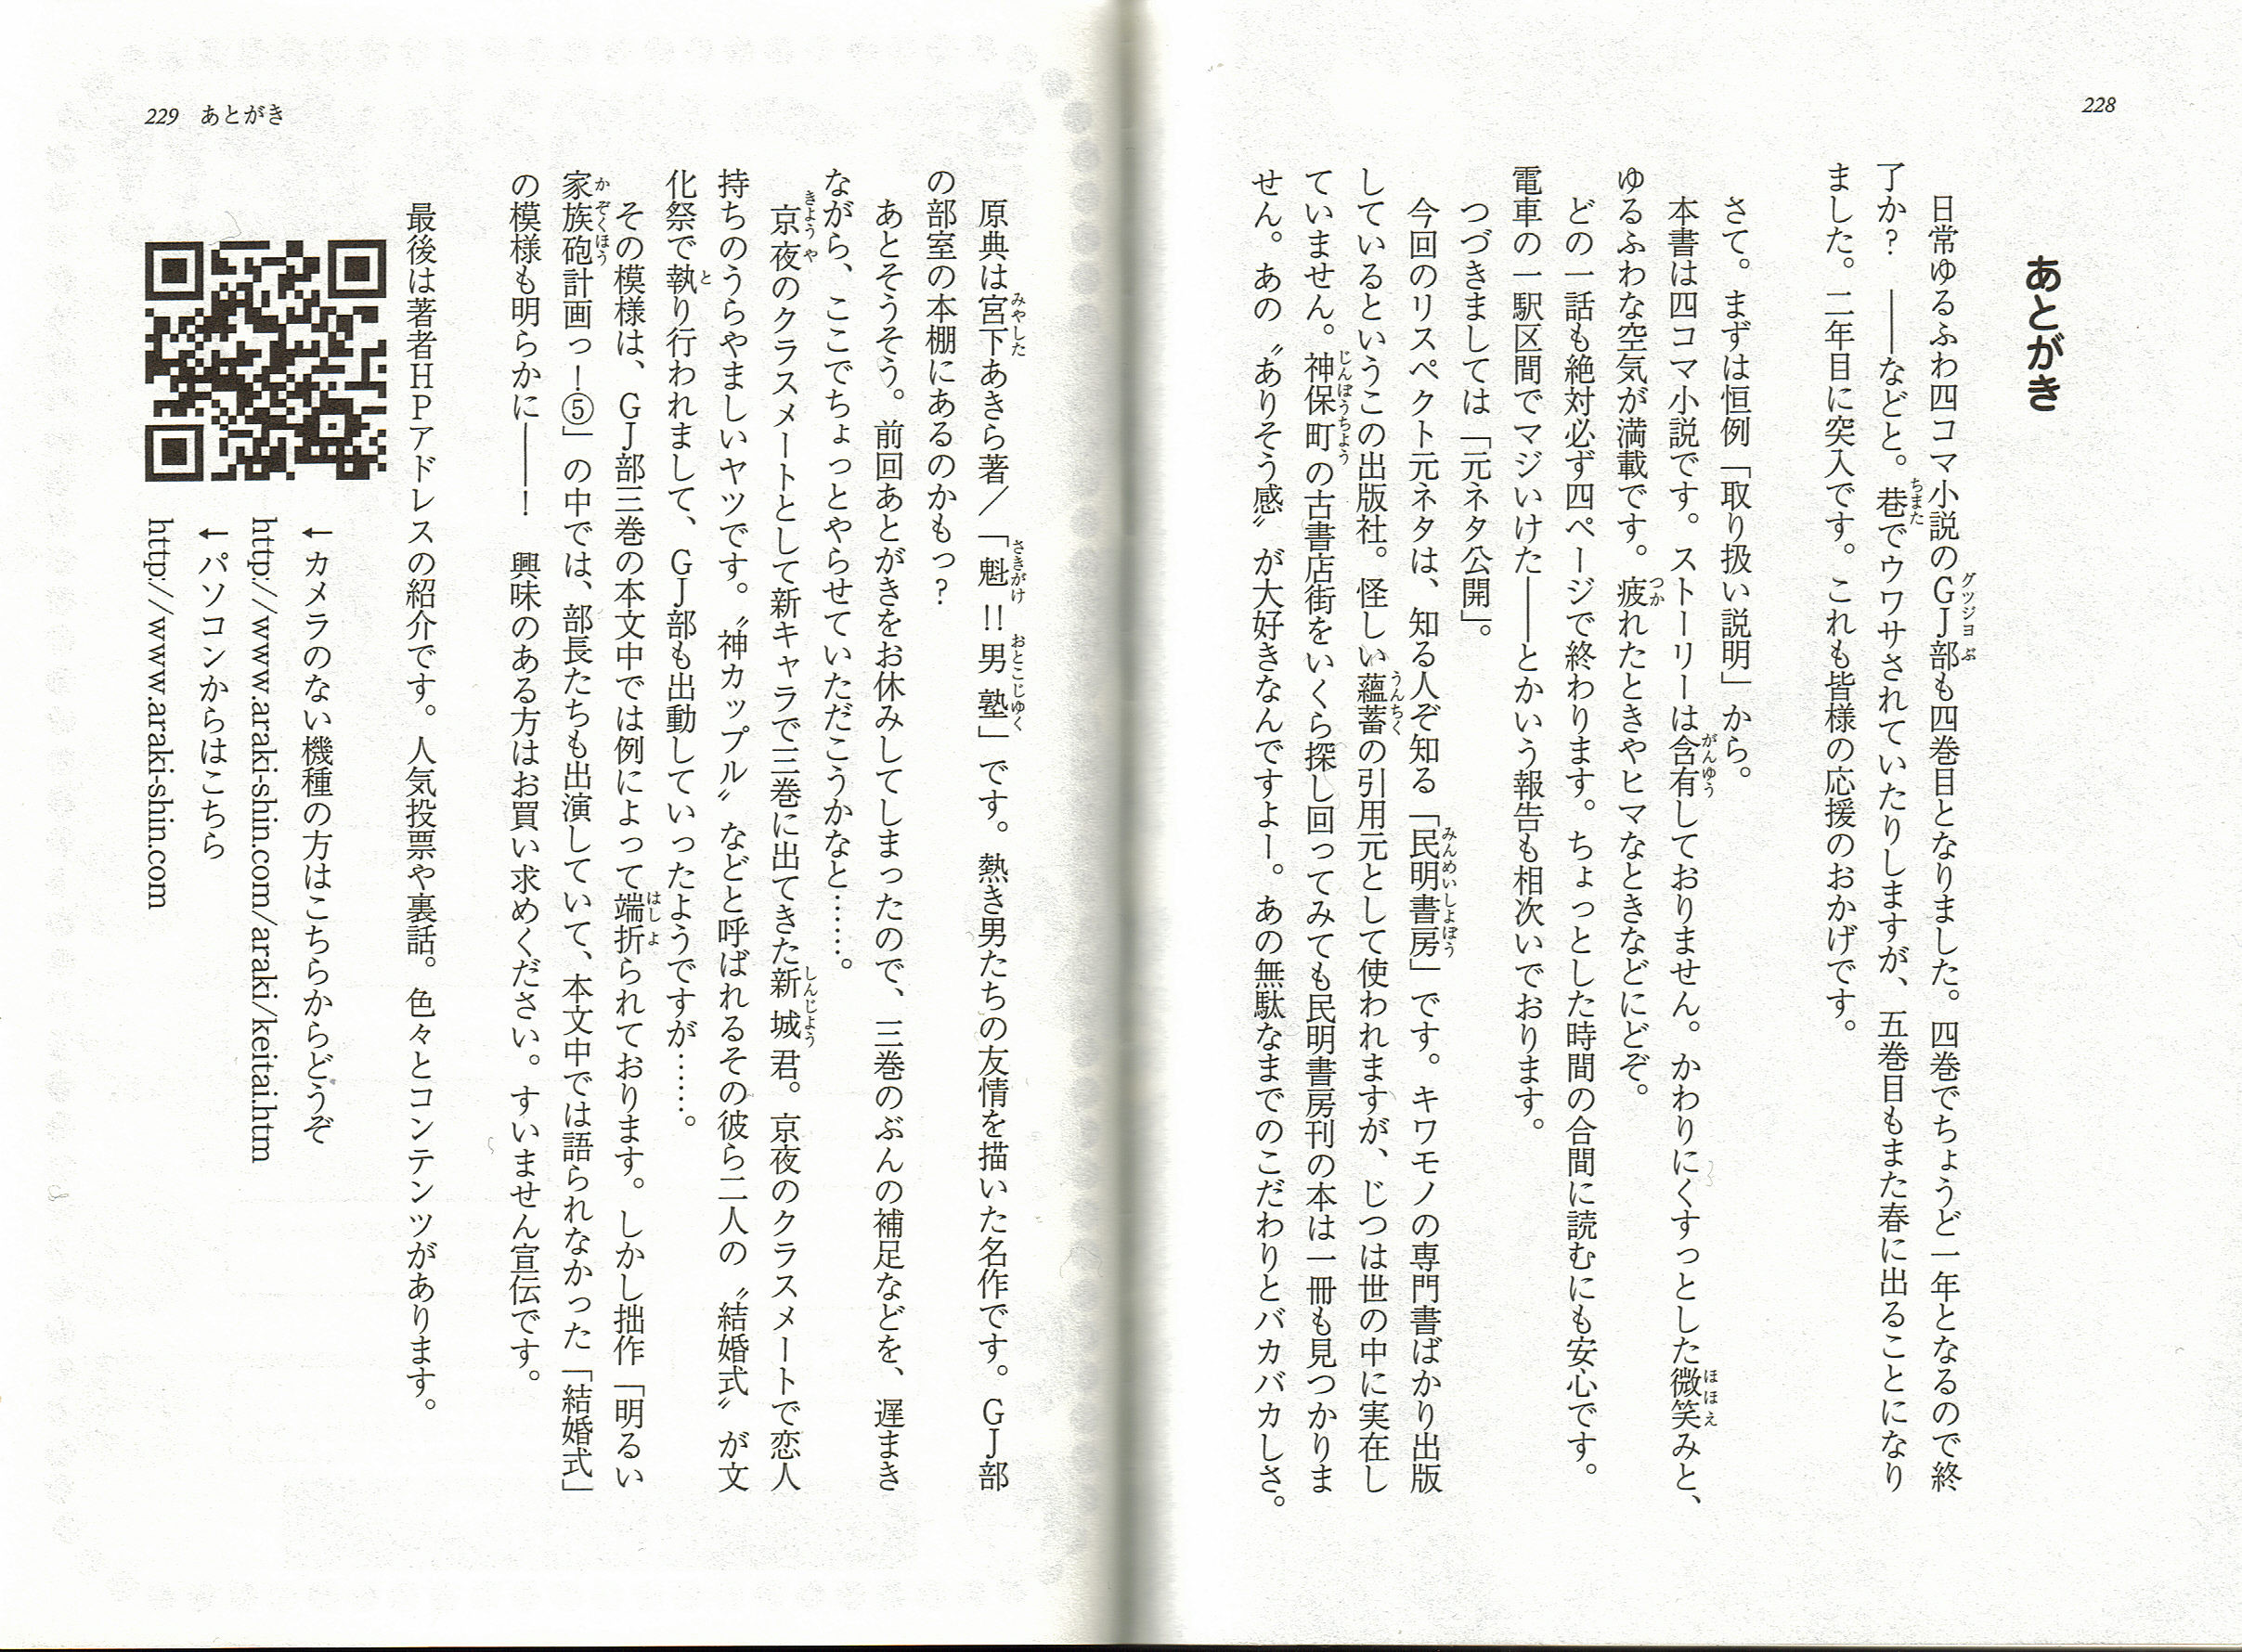 228
あとがき
日常ゆるふわ四コマ小説のGJ部も四巻目となりました。四巻でちょうど一年となるので終
了か？ ――などと。巷でウワサされていたりしますが、五巻目もまた春に出ることになり
ました。二年目に突入です。これも皆様の応援のおかげです。
さて。まずは恒例「取り扱い説明」から。
本書は四コマ小説です。ストーリーは含有しておりません。かわりにくすっとした微笑みと、
ゆるふわな空気が満載です。疲れたときやヒマなときなどにどぞ。
どの一話も絶対必ず四ページで終わります。ちょっとした時間の合間に読むにも安心です。
電車の一駅区間でマジいけた――とかいう報告も相次いでおります。
つづきましては「元ネタ公開」。
今回のリスペクト元ネタは、知る人ぞ知る「民明書房」です。キワモノの専門書ばかり出版
しているというこの出版社。怪しい蘊蓄の引用元として使われますが、じつは世の中に実在し
ていません。神保町の古書店街をいくら探し回ってみても民明書房刊の本は一冊も見つかりま
せん。あの〝ありそう感〟が大好きなんですよー。あの無駄なまでのこだわりとバカバカしさ。
229 あとがき
原典は宮下あきら著／「魁!!男塾」です。熱き男たちの友情を描いた名作です。GJ部
の部室の本棚にあるのかもっ？
あとそうそう。前回あとがきをお休みしてしまったので、三巻のぶんの補足などを、遅まき
ながら、ここでちょっとやらせていただこうかなと……。
京夜のクラスメートとして新キャラで三巻に出てきた新城君。京夜のクラスメートで恋人
持ちのうらやましいヤツです。〝神カップル〟などと呼ばれるその彼ら二人の〝結婚式〟が文
化祭で執り行われまして、GJ部も出動していったようですが……。
その模様は、GJ部三巻の本文中では例によって端折られております。しかし拙作「明るい
家族砲計画っ！⑤」の中では、部長たちも出演していて、本文中では語られなかった「結婚式」
の模様も明らかに――！ 興味のある方はお買い求めください。すいません宣伝です。
最後は著者HPアドレスの紹介です。人気投票や裏話。色々とコンテンツがあります。
←カメラのない機種の方はこちらからどうぞ
http://www.araki-shin.com/araki/keitai.htm
←パソコンからはこちら
http://www.araki-shin.com